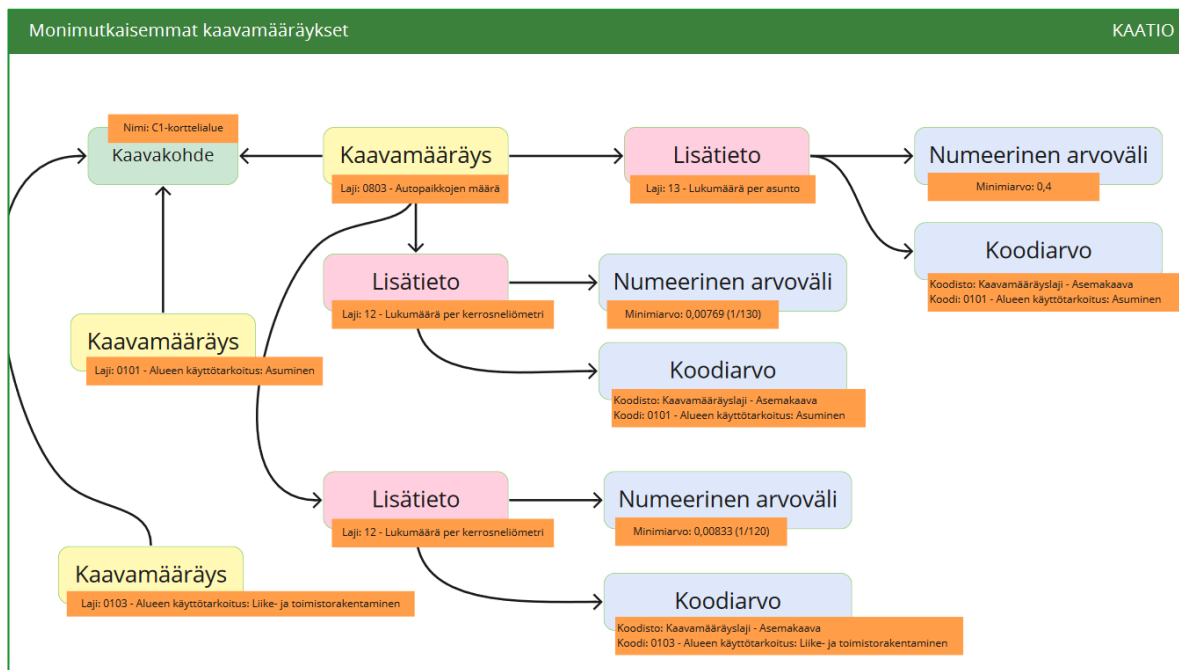 Monimutkaisemmat kaavamääräykset
KAATIO
Nimi: C1-korttelialue
Kaavakohde
Kaavamääräys
Laji: 0803 - Autopaikkojen määrä
Lisätieto
Laji: 13 - Lukumäärä per asunto
Numeerinen arvoväli
Minimiarvo: 0,4
Koodiarvo
Koodisto: Kaavamääräyslaji - Asemakaava
Koodi: 0101 - Alueen käyttötarkoitus: Asuminen
Lisätieto
Laji: 12 - Lukumäärä per kerrosneliömetri
Numeerinen arvoväli
Minimiarvo: 0,00769 (1/130)
Kaavamääräys
Laji: 0101 - Alueen käyttötarkoitus: Asuminen
Koodiarvo
Koodisto: Kaavamääräyslaji - Asemakaava
Koodi: 0101 - Alueen käyttötarkoitus: Asuminen
Lisätieto
Laji: 12 - Lukumäärä per kerrosneliömetri
Numeerinen arvoväli
Minimiarvo: 0,00833 (1/120)
Kaavamääräys
Laji: 0103 - Alueen käyttötarkoitus: Liike- ja toimistorakentaminen
Koodiarvo
Koodisto: Kaavamääräyslaji - Asemakaava
Koodi: 0103 - Alueen käyttötarkoitus: Liike- ja toimistorakentaminen